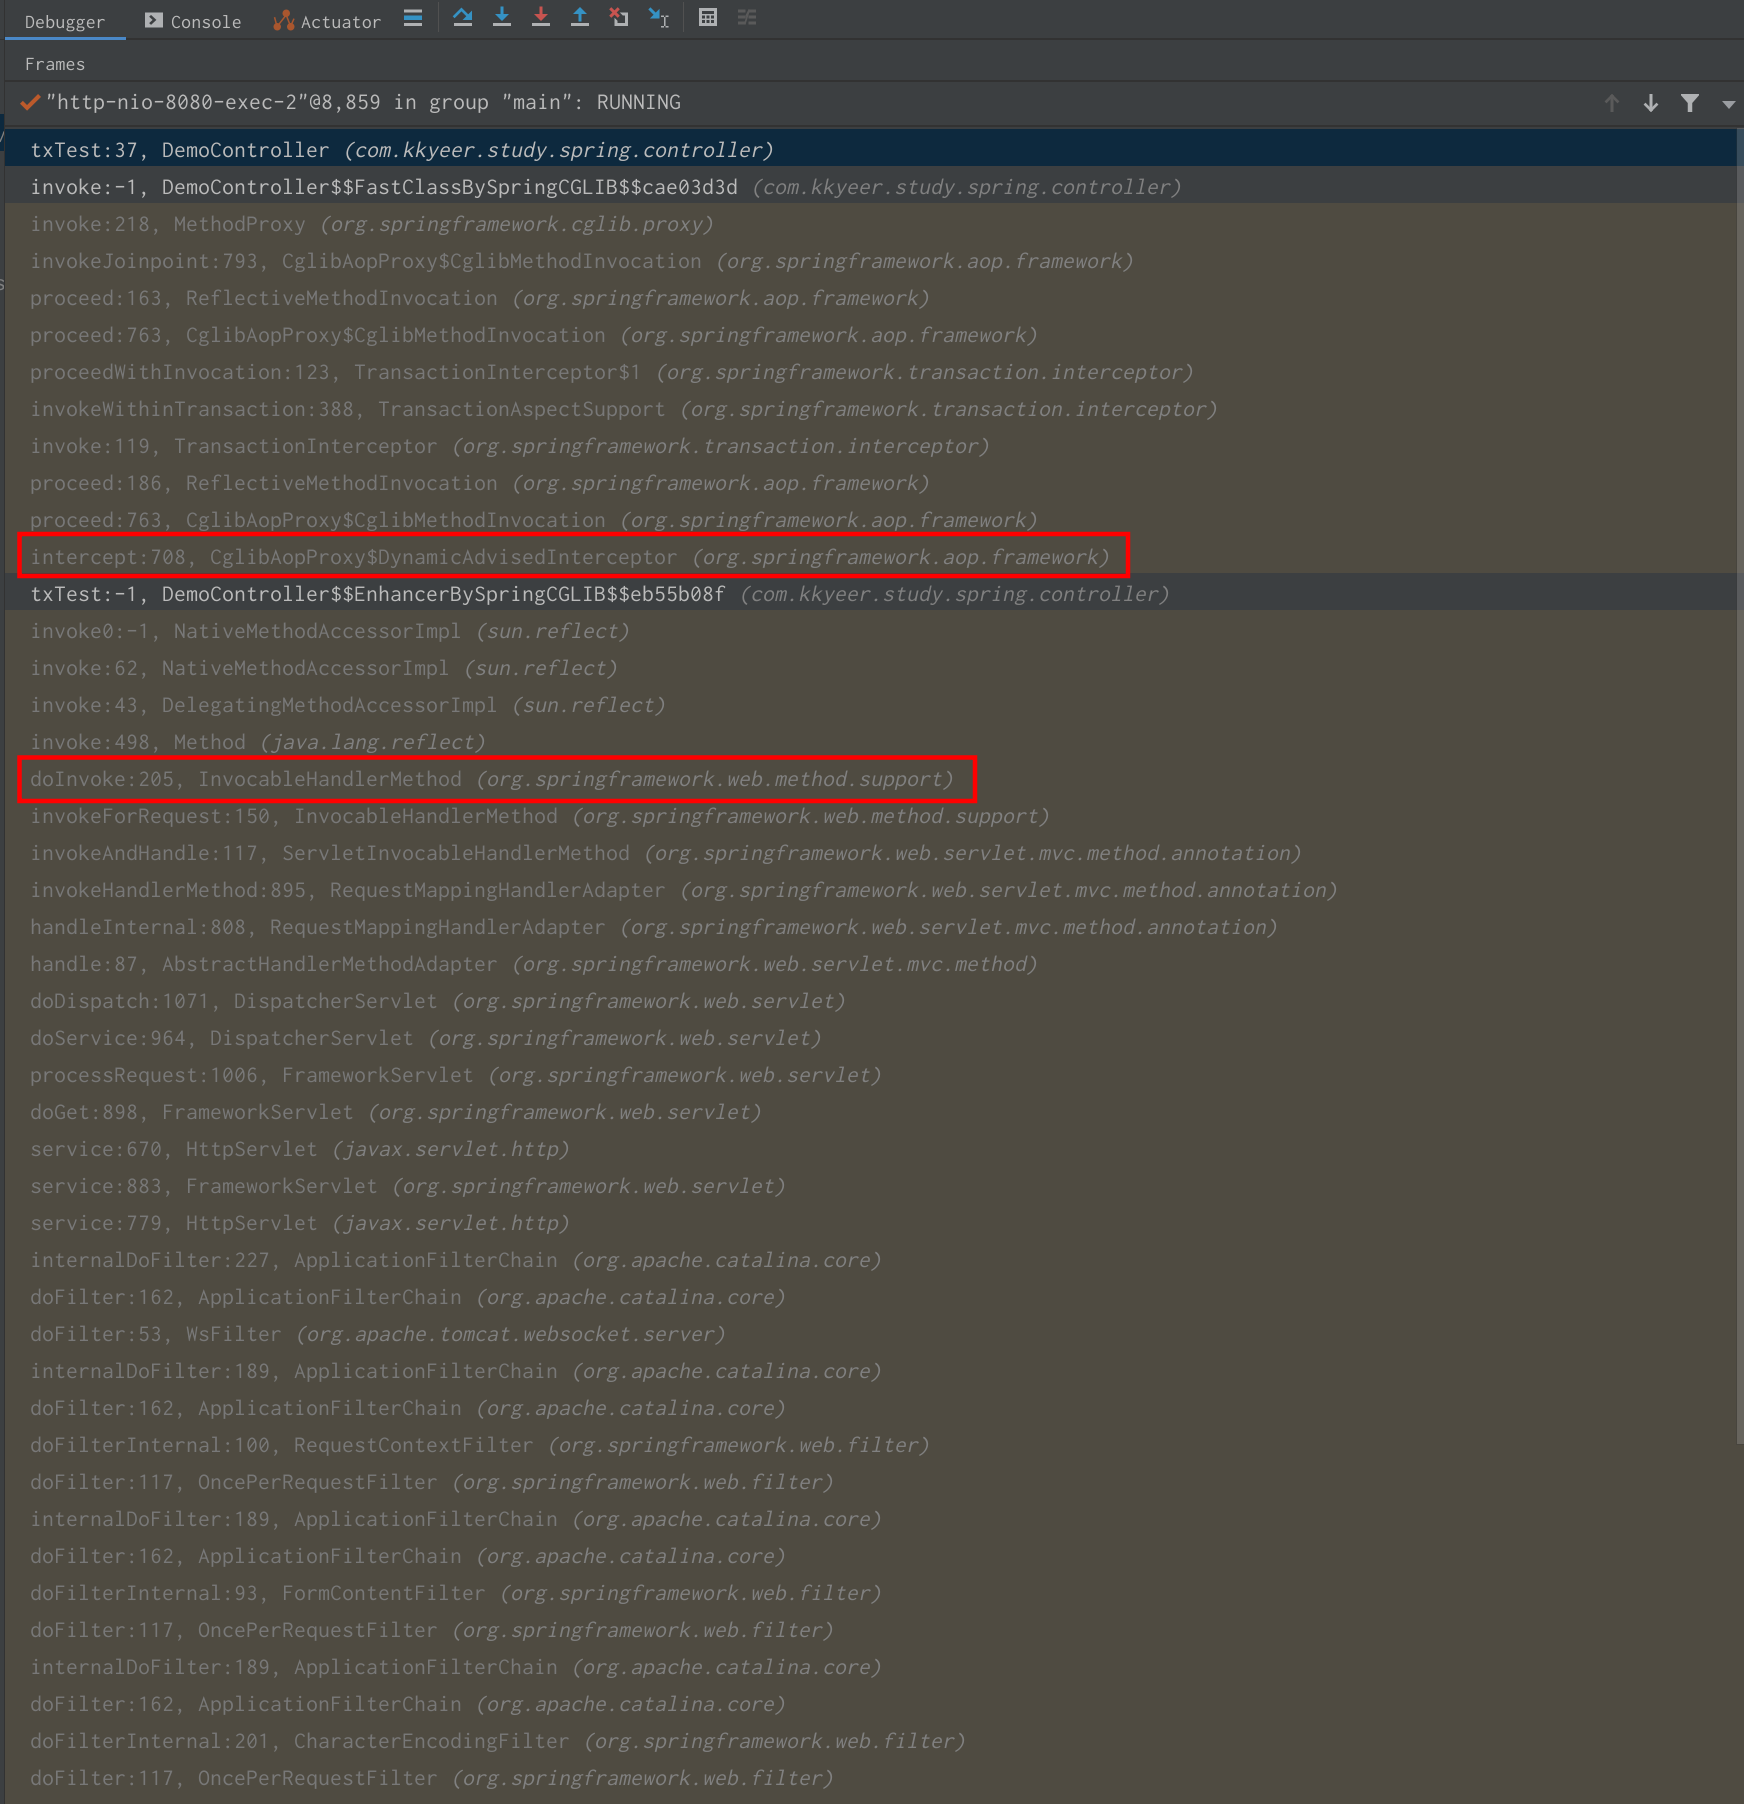 Debugger Console Actuator
Frames
"http-nio-8080-exec-2"@8,859 in group "main": RUNNING
txTest:37, DemoController (com.kkyeer.study.spring.controller)
invoke:-1, DemoController$$FastClassBySpringCGLIB$$cae03d3d (com.kkyeer.study.spring.controller)
invoke:218, MethodProxy (org.springframework.cglib.proxy)
invokeJoinpoint:793, CglibAopProxy$CglibMethodInvocation (org.springframework.aop.framework)
proceed:163, ReflectiveMethodInvocation (org.springframework.aop.framework)
proceed:763, CglibAopProxy$CglibMethodInvocation (org.springframework.aop.framework)
proceedWithInvocation:123, TransactionInterceptor$1 (org.springframework.transaction.interceptor)
invokeWithinTransaction:388, TransactionAspectSupport (org.springframework.transaction.interceptor)
invoke:119, TransactionInterceptor (org.springframework.transaction.interceptor)
proceed:186, ReflectiveMethodInvocation (org.springframework.aop.framework)
proceed:763, CglibAopProxy$CglibMethodInvocation (org.springframework.aop.framework)
intercept:708, CglibAopProxy$DynamicAdvisedInterceptor (org.springframework.aop.framework)
txTest:-1, DemoController$$EnhancerBySpringCGLIB$$eb55b08f (com.kkyeer.study.spring.controller)
invoke0:-1, NativeMethodAccessorImpl (sun.reflect)
invoke:62, NativeMethodAccessorImpl (sun.reflect)
invoke:43, DelegatingMethodAccessorImpl (sun.reflect)
invoke:498, Method (java.lang.reflect)
doInvoke:205, InvocableHandlerMethod (org.springframework.web.method.support)
invokeForRequest:150, InvocableHandlerMethod (org.springframework.web.method.support)
invokeAndHandle:117, ServletInvocableHandlerMethod (org.springframework.web.servlet.mvc.method.annotation)
invokeHandlerMethod:895, RequestMappingHandlerAdapter (org.springframework.web.servlet.mvc.method.annotation)
handleInternal:808, RequestMappingHandlerAdapter (org.springframework.web.servlet.mvc.method.annotation)
handle:87, AbstractHandlerMethodAdapter (org.springframework.web.servlet.mvc.method)
doDispatch:1071, DispatcherServlet (org.springframework.web.servlet)
doService:964, DispatcherServlet (org.springframework.web.servlet)
processRequest:1006, FrameworkServlet (org.springframework.web.servlet)
doGet:898, FrameworkServlet (org.springframework.web.servlet)
service:670, HttpServlet (javax.servlet.http)
service:883, FrameworkServlet (org.springframework.web.servlet)
service:779, HttpServlet (javax.servlet.http)
internalDoFilter:227, ApplicationFilterChain (org.apache.catalina.core)
doFilter:162, ApplicationFilterChain (org.apache.catalina.core)
doFilter:53, WsFilter (org.apache.tomcat.websocket.server)
internalDoFilter:189, ApplicationFilterChain (org.apache.catalina.core)
doFilter:162, ApplicationFilterChain (org.apache.catalina.core)
doFilterInternal:100, RequestContextFilter (org.springframework.web.filter)
doFilter:117, OncePerRequestFilter (org.springframework.web.filter)
internalDoFilter:189, ApplicationFilterChain (org.apache.catalina.core)
doFilter:162, ApplicationFilterChain (org.apache.catalina.core)
doFilterInternal:93, FormContentFilter (org.springframework.web.filter)
doFilter:117, OncePerRequestFilter (org.springframework.web.filter)
internalDoFilter:189, ApplicationFilterChain (org.apache.catalina.core)
doFilter:162, ApplicationFilterChain (org.apache.catalina.core)
doFilterInternal:201, CharacterEncodingFilter (org.springframework.web.filter)
doFilter:117, OncePerRequestFilter (org.springframework.web.filter)